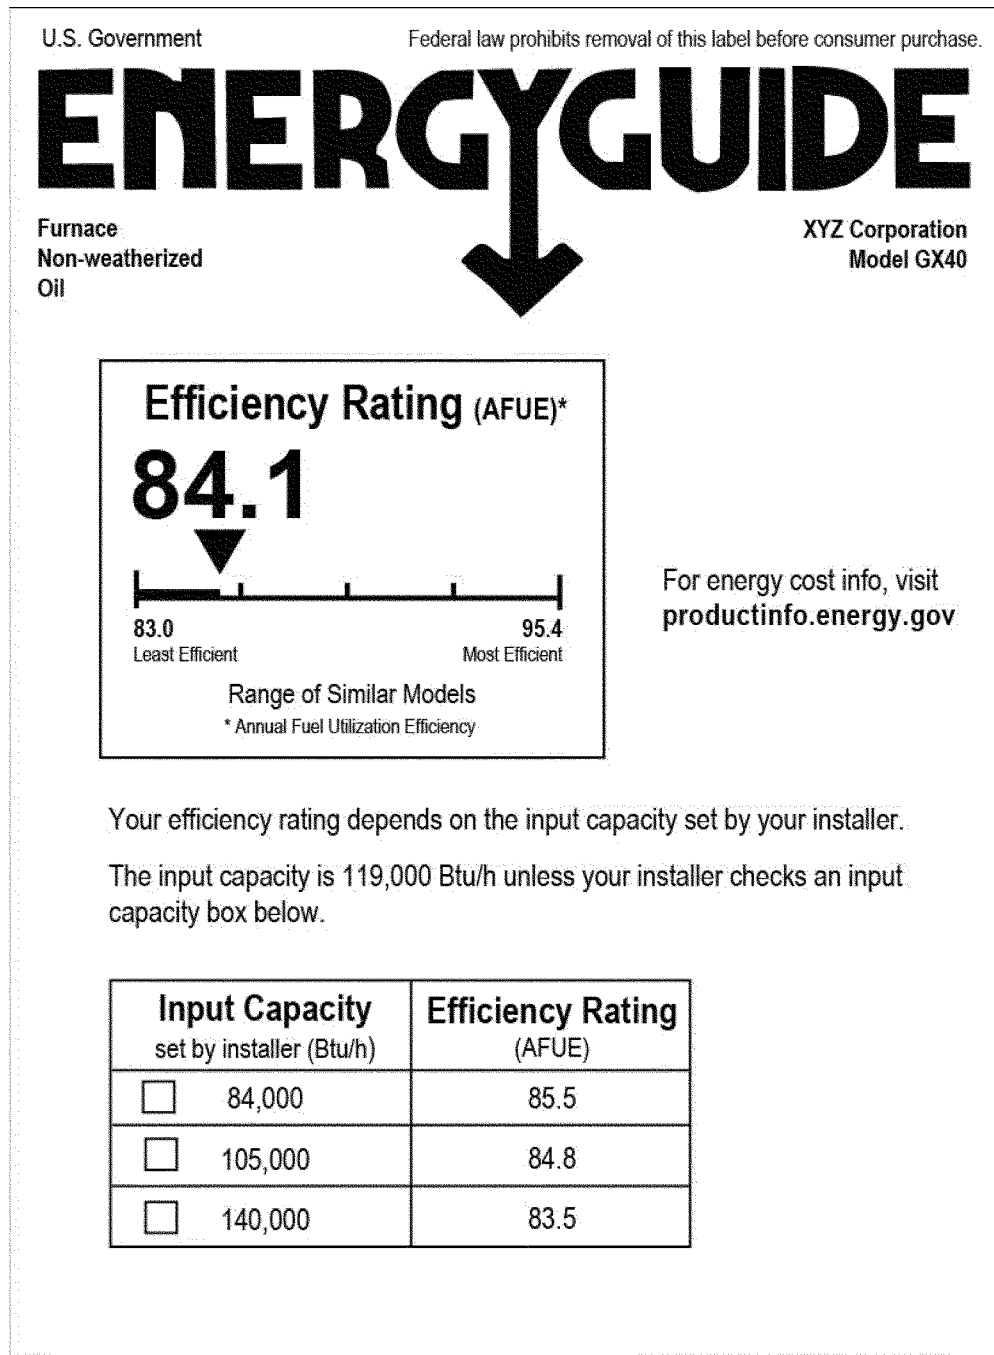 U.S. Government
Federal law prohibits removal of this label before consumer purchase.
ENERGYGUIDE
Furnace
Non-weatherized
Oil
XYZ Corporation
Model GX40
Efficiency Rating (AFUE)*
84.1
83.0
95.4
Least Efficient
Most Efficient
Range of Similar Models
* Annual Fuel Utilization Efficiency
For energy cost info, visit
productinfo.energy.gov
Your efficiency rating depends on the input capacity set by your installer.
The input capacity is 119,000 Btu/h unless your installer checks an input
capacity box below.
Input Capacity
set by installer (Btu/h)
Efficiency Rating
(AFUE)
84,000
85.5
105,000
84.8
140,000
83.5